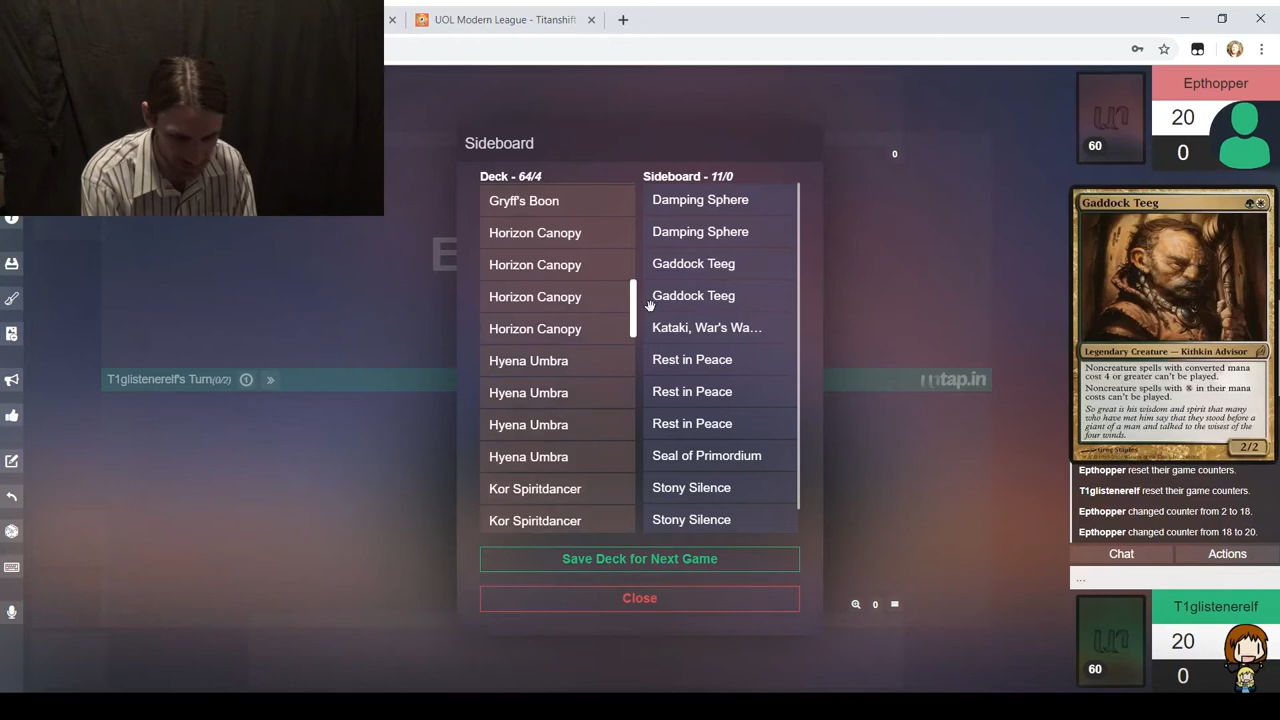 UOL Modern League - Titanshift
Epthopper
20
60
0
Sideboard
0
Deck - 64/4
Sideboard - 11/0
Gryff's Boon
Damping Sphere
Horizon Canopy
Damping Sphere
Horizon Canopy
Gaddock Teeg
Horizon Canopy
Gaddock Teeg
Horizon Canopy
Kataki, War's Wa...
Hyena Umbra
Rest in Peace
Hyena Umbra
Rest in Peace
Hyena Umbra
Rest in Peace
Hyena Umbra
Seal of Primordium
Kor Spiritdancer
Stony Silence
Kor Spiritdancer
Stony Silence
Save Deck for Next Game
Close
E
T1glistenerelf's Turn(0/2) 1
untap.in
0
Gaddock Teeg
Legendary Creature — Kithkin Advisor
Noncreature spells with converted mana
cost 4 or greater can't be played.
Noncreature spells with X in their mana
costs can't be played.
So great is his wisdom and spirit that many
who have met him say that they stood before a
giant of a man and talked to the wisest of the
four winds.
2/2
Epthopper reset their game counters.
T1glistenerelf reset their game counters.
Epthopper changed counter from 2 to 18.
Epthopper changed counter from 18 to 20.
Chat
Actions
...
T1glistenerelf
20
60
0